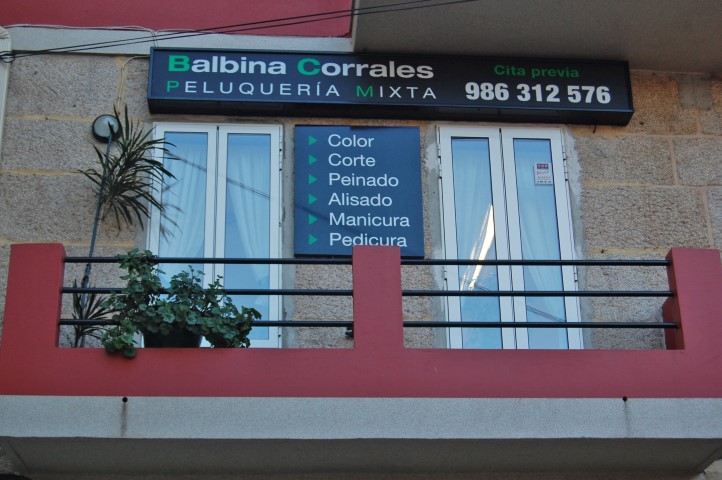 Balbina Corrales
PELUQUERÍA MIXTA
Cita previa
986 312 576
Color
Corte
Peinado
Alisado
Manicura
Pedicura